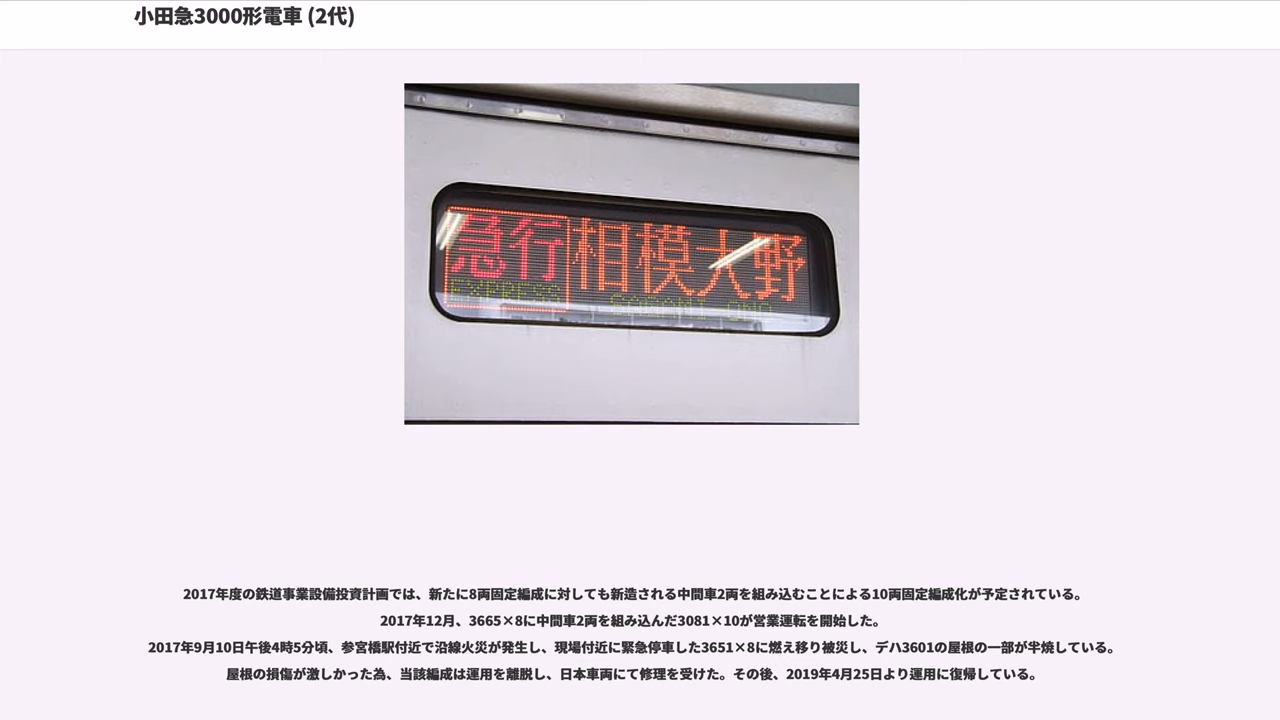 小田急3000形電車 (2代)
急行 相模大野
EXPRESS SAGAMI-ONO
2017年度の鉄道事業設備投資計画では、新たに8両固定編成に対しても新造される中間車2両を組み込むことによる10両固定編成化が予定されている。
2017年12月、3665×8に中間車2両を組み込んだ3081×10が営業運転を開始した。
2017年9月10日午後4時5分頃、参宮橋駅付近で沿線火災が発生し、現場付近に緊急停車した3651×8に燃え移り被災し、デハ3601の屋根の一部が半焼している。
屋根の損傷が激しかった為、当該編成は運用を離脱し、日本車両にて修理を受けた。その後、2019年4月25日より運用に復帰している。